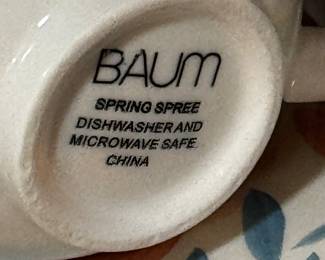 BAUM
SPRING SPREE
DISHWASHER AND
MICROWAVE SAFE
CHINA